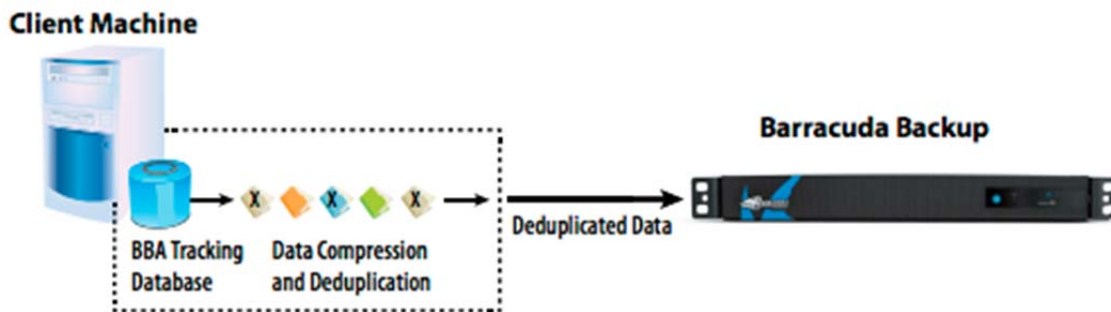 Client Machine
Barracuda Backup
X
X
X
Deduplicated Data
BBA Tracking
Database
Data Compression
and Deduplication